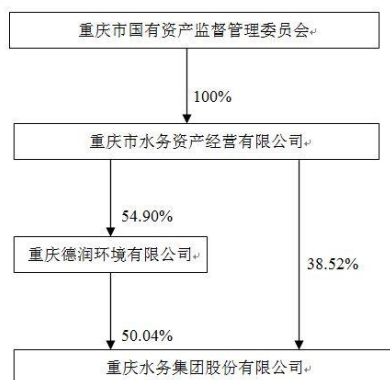 重庆市国有资产监督管理委员会
100%
重庆市水务资产经营有限公司
54.90%
重庆德润环境有限公司
38.52%
50.04%
重庆水务集团股份有限公司